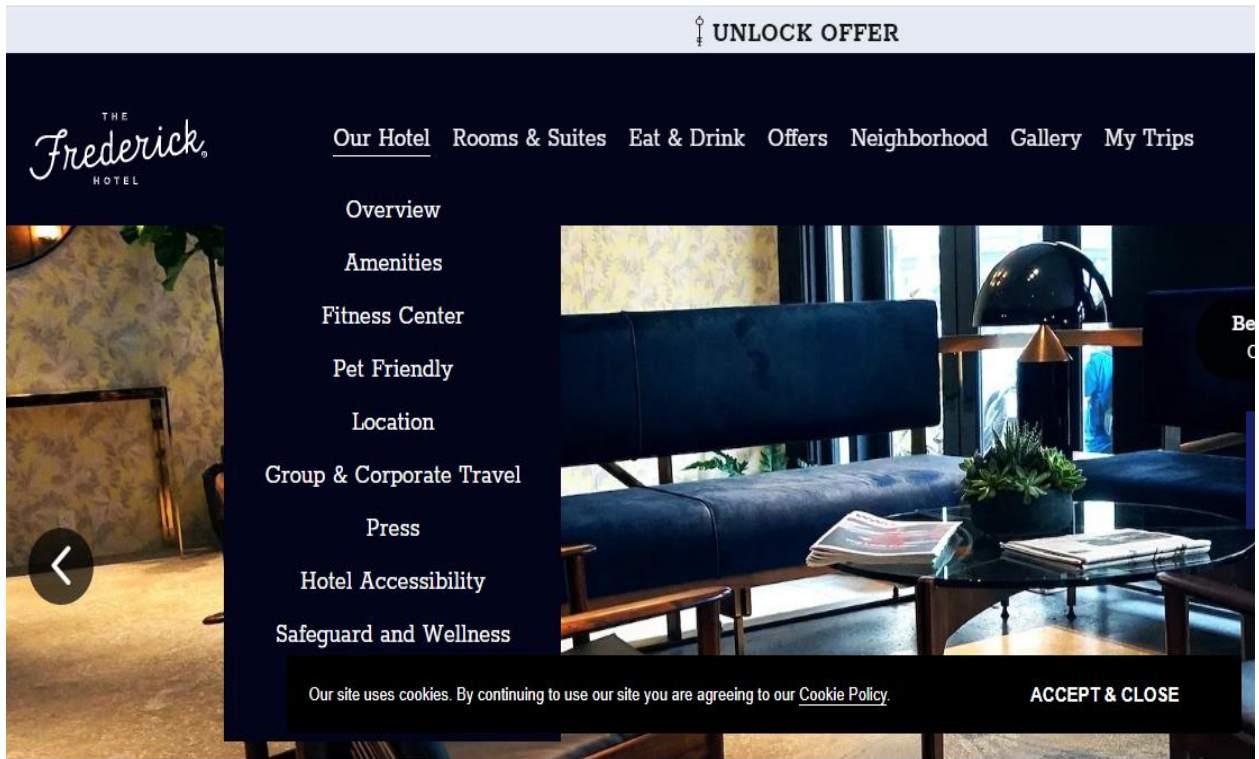 UNLOCK OFFER
THE
Frederick
HOTEL
Our Hotel Rooms & Suites Eat & Drink Offers Neighborhood Gallery My Trips
Overview
Amenities
Fitness Center
Pet Friendly
Location
Group & Corporate Travel
Press
Hotel Accessibility
Safeguard and Wellness
Our site uses cookies. By continuing to use our site you are agreeing to our Cookie Policy.
ACCEPT & CLOSE